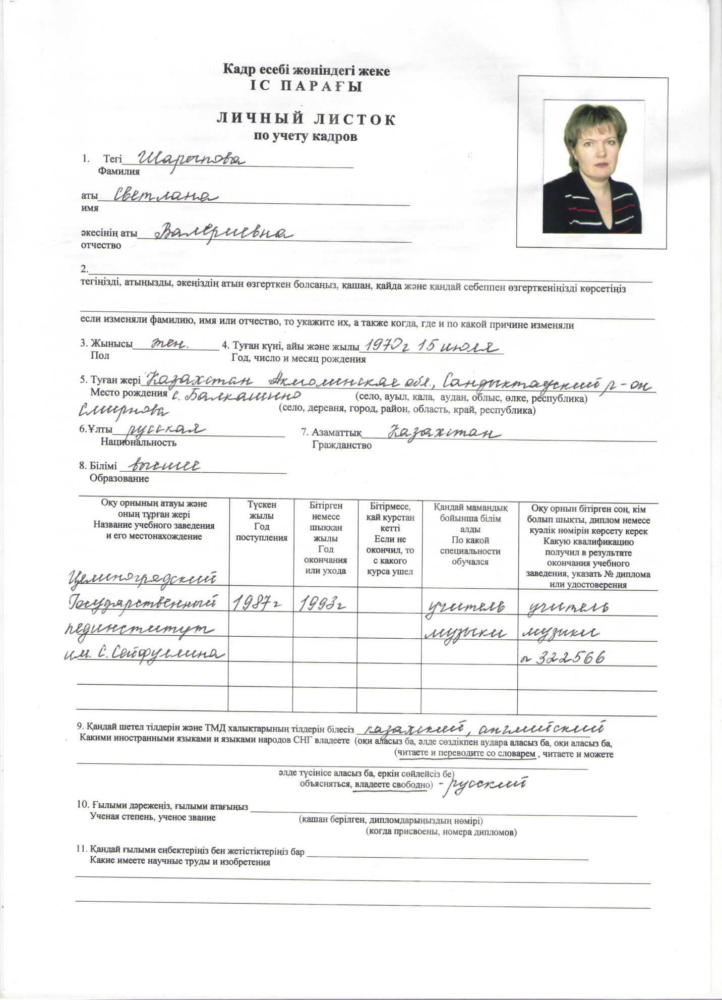 Кадр есебі жөніндегі жеке
ІС ПАРАҒЫ
ЛИЧНЫЙ ЛИСТОК
по учету кадров
1. Тегі Шарыпова
Фамилия
аты Светлана
имя
әкесінің аты Валериевна
отчество
2.
тегіңізді, атыңызды, әкеңіздің атын өзгерткен болсаңыз, қашан, қайда және қандай себеппен өзгерткеніңізді көрсетіңіз
если изменяли фамилию, имя или отчество, то укажите их, а также когда, где и по какой причине изменяли
3. Жынысы жен. 4. Туған күні, айы және жылы 1970г 15 июля
Пол Год, число и месяц рождения
5. Туған жері Казахстан Акмолинская обл., Сандыктауский р-он
Место рождения с. Балкашино (село, ауыл, қала, аудан, облыс, өлке, республика)
Смирнова (село, деревня, город, район, область, край, республика)
6.Ұлты русская 7. Азаматтық Казахстан
Национальность Гражданство
8. Білімі высшее
Образование
Оқу орнының атауы және
оның тұрған жері
Название учебного заведения
и его местонахождение
Түскен
жылы
Год
поступления
Бітірген
немесе
шыққан
жылы
Год
окончания
или ухода
Бітірмесе,
қай курстан
кетті
Если не
окончил, то
с какого
курса ушел
Қандай мамандық
бойынша білім
алды
По какой
специальности
обучался
Оқу орнын бітірген соң, кім
болып шықты, диплом немесе
куәлік нөмірін көрсету керек
Какую квалификацию
получил в результате
окончания учебного
заведения, указать № диплома
или удостоверения
Целиноградский
Государственный 1987г 1993г учитель учитель
пединститут музыки музыки
им. С. Сейфуллина № 322566
9. Қандай шетел тілдерін және ТМД халықтарының тілдерін білесіз казахский, английский
Какими иностранными языками и языками народов СНГ владеете (оқи аласыз ба, әлде сөздікпен аудара аласыз ба, оқи аласыз ба,
(читаете и переводите со словарем , читаете и можете
әлде түсінісе аласыз ба, еркін сөйлейсіз бе)
объясняться, владеете свободно) - русский
10. Ғылыми дәрежеңіз, ғылыми атағыңыз
Ученая степень, ученое звание (қашан берілген, дипломдарыңыздың нөмірі)
(когда присвоены, номера дипломов)
11. Қандай ғылыми еңбектеріңіз бен жетістіктеріңіз бар
Какие имеете научные труды и изобретения